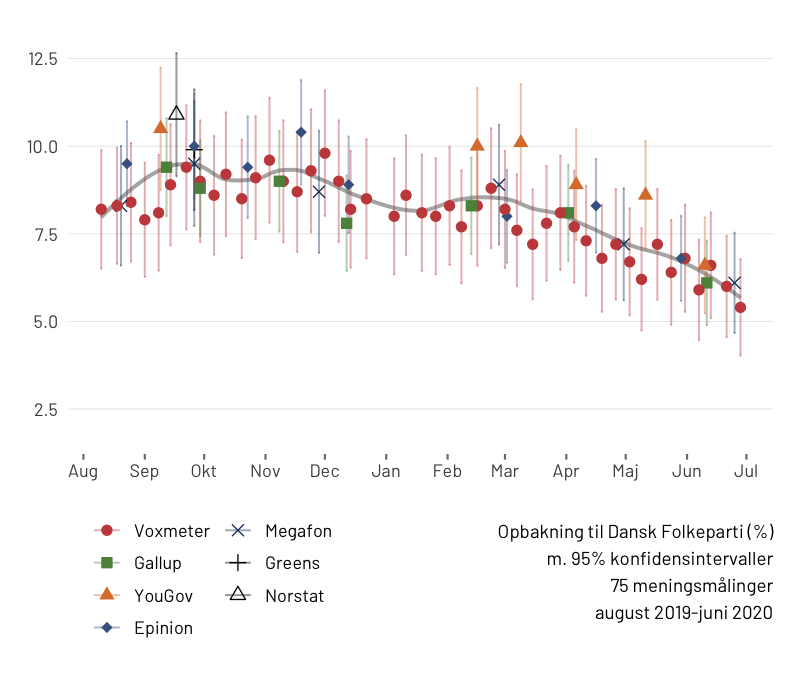 12.5
10.0
7.5
5.0
2.5
Aug Sep Okt Nov Dec Jan Feb Mar Apr Maj Jun Jul
Voxmeter
Gallup
YouGov
Epinion
Megafon
Greens
Norstat
Opbakning til Dansk Folkeparti (%)
m. 95% konfidensintervaller
75 meningsmålinger
august 2019-juni 2020